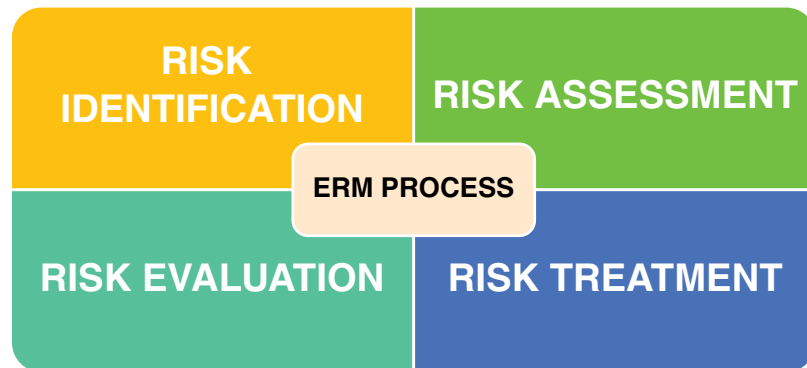 RISK
IDENTIFICATION
RISK ASSESSMENT
ERM PROCESS
RISK EVALUATION
RISK TREATMENT